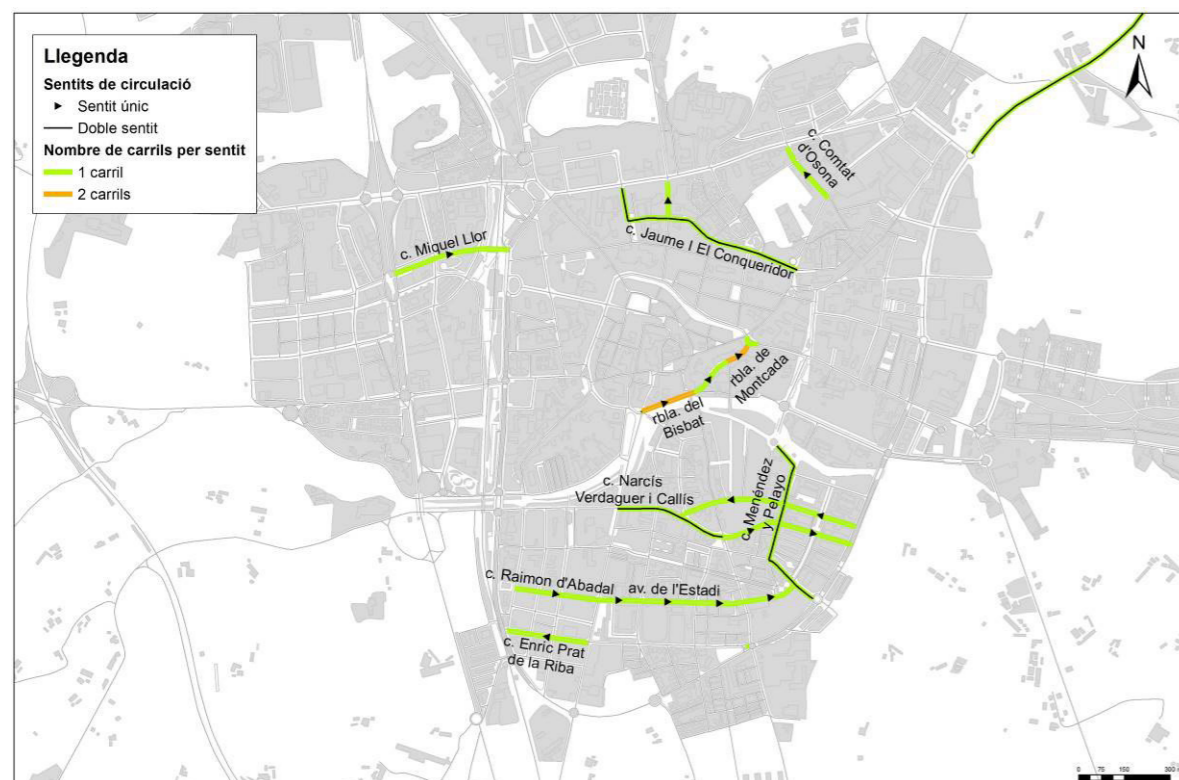 Llegenda
Sentits de circulació
Sentit únic
Doble sentit
Nombre de carrils per sentit
1 carril
2 carrils
N
c. Comtat
d'Osona
c. Miquel Llor
c. Jaume I El Conqueridor
rbla. de
Montcada
rbla. del
Bisbat
c. Narcís
Verdaguer i Callís
c. Menéndez
y Pelayo
c. Raimon d'Abadal
av. de l'Estadi
c. Enric Prat
de la Riba
0 75 150 300